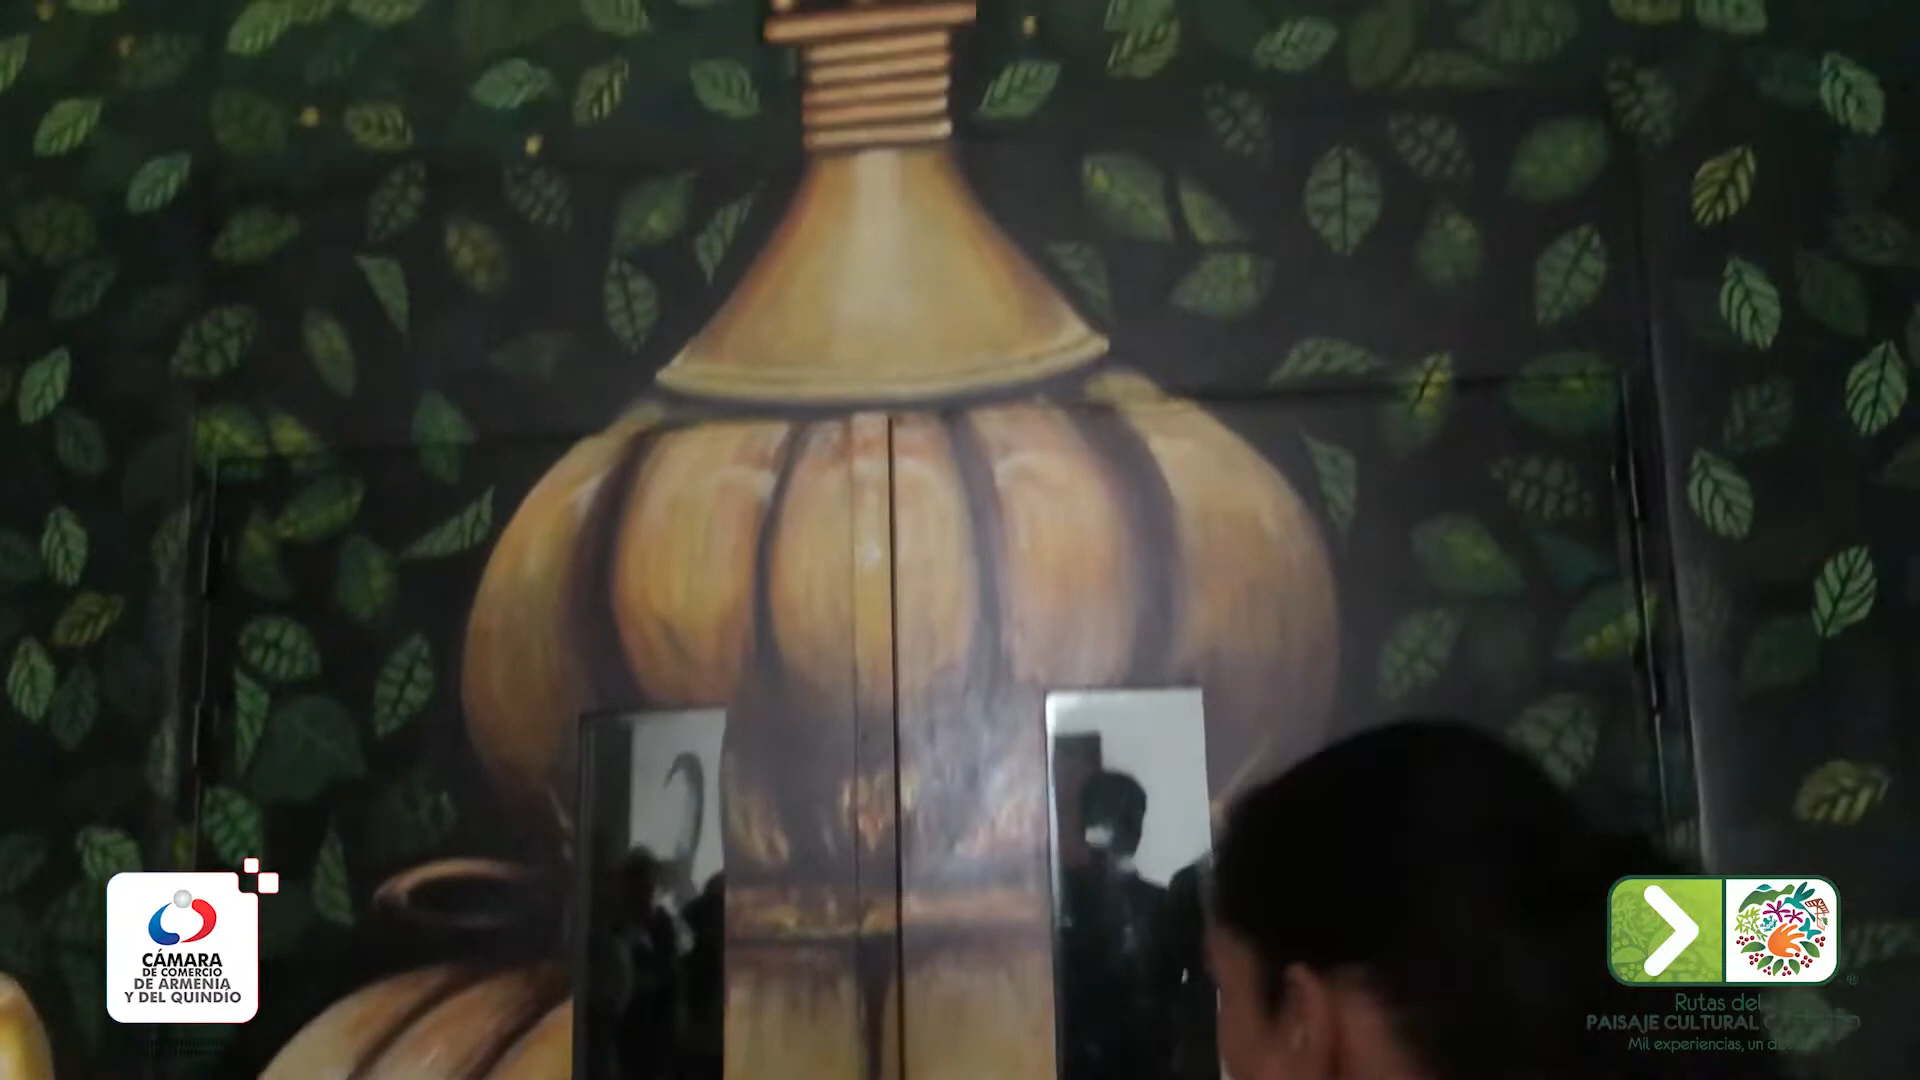 CÁMARA
DE COMERCIO
DE ARMENIA
Y DEL QUINDÍO
®
Rutas del
PAISAJE CULTURAL
Mil experiencias, un